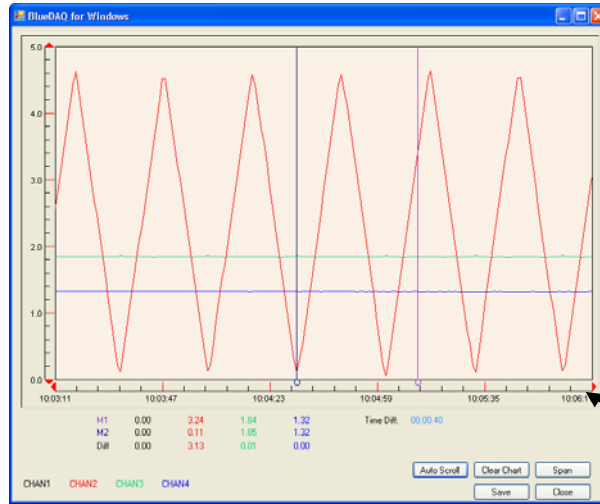 BlueDAQ for Windows
5.0
4.0
3.0
2.0
1.0
0.0
10:03:11 10:03:47 10:04:23 10:04:59 10:05:35 10:06:1
M1 0.00 3.24 1.84 1.32 Time Diff: 00:00:40
M2 0.00 0.11 1.85 1.32
Diff 0.00 3.13 0.01 0.00
Auto Scroll Clear Chart Span
CHAN1 CHAN2 CHAN3 CHAN4
Save Close